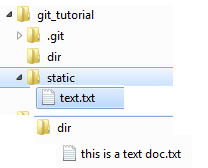 git_tutorial
.git
dir
static
text.txt
dir
this is a text doc.txt